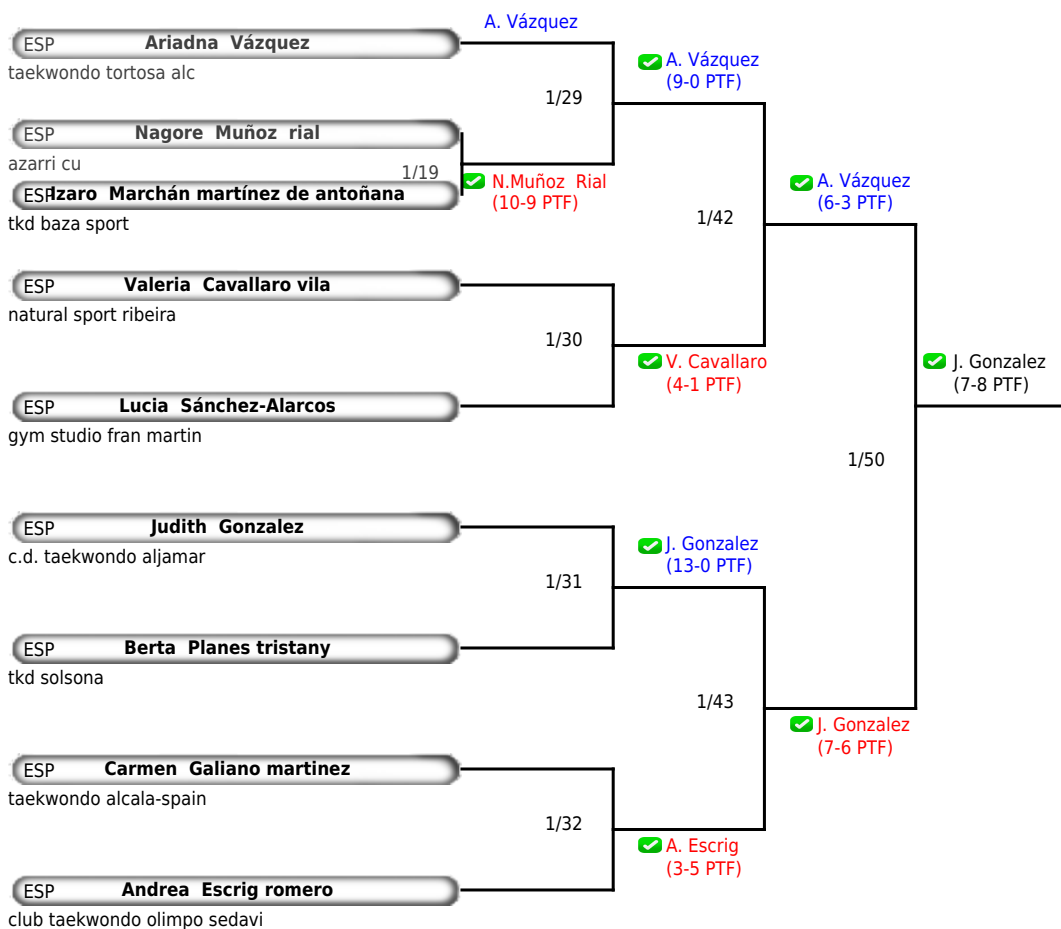 A. Vázquez
ESP Ariadna Vázquez
taekwondo tortosa alc
A. Vázquez
(9-0 PTF)
1/29
ESP Nagore Muñoz rial
azarri cu
1/19
N.Muñoz Rial
(10-9 PTF)
ESP Izaro Marchán martínez de antoñana
tkd baza sport
A. Vázquez
(6-3 PTF)
1/42
ESP Valeria Cavallaro vila
natural sport ribeira
1/30
V. Cavallaro
(4-1 PTF)
J. Gonzalez
(7-8 PTF)
ESP Lucia Sánchez-Alarcos
gym studio fran martin
1/50
ESP Judith Gonzalez
c.d. taekwondo aljamar
J. Gonzalez
(13-0 PTF)
1/31
ESP Berta Planes tristany
tkd solsona
1/43
J. Gonzalez
(7-6 PTF)
ESP Carmen Galiano martinez
taekwondo alcala-spain
1/32
A. Escrig
(3-5 PTF)
ESP Andrea Escrig romero
club taekwondo olimpo sedavi